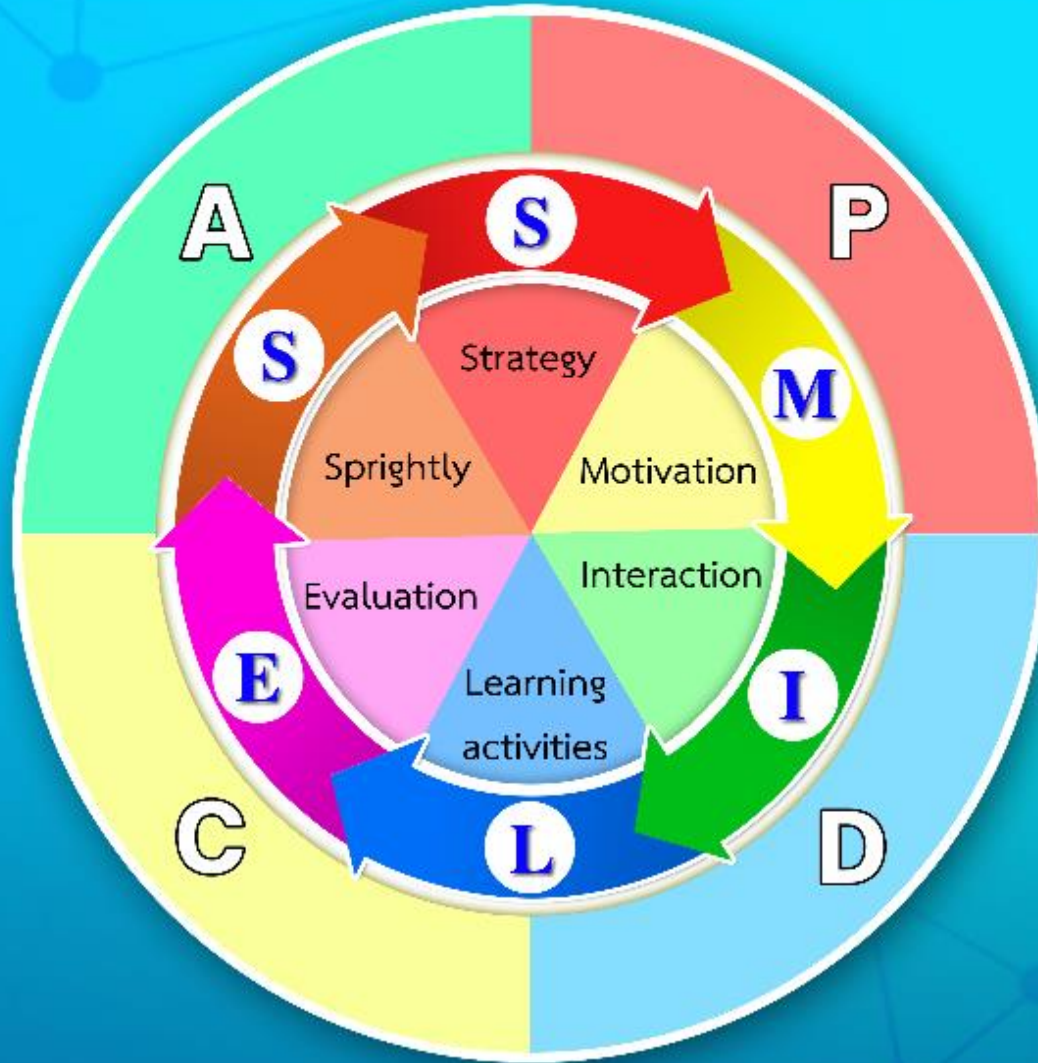 A
P
S
M
I
L
E
S
Strategy
Motivation
Interaction
Learning
activities
Evaluation
Sprightly
D
C